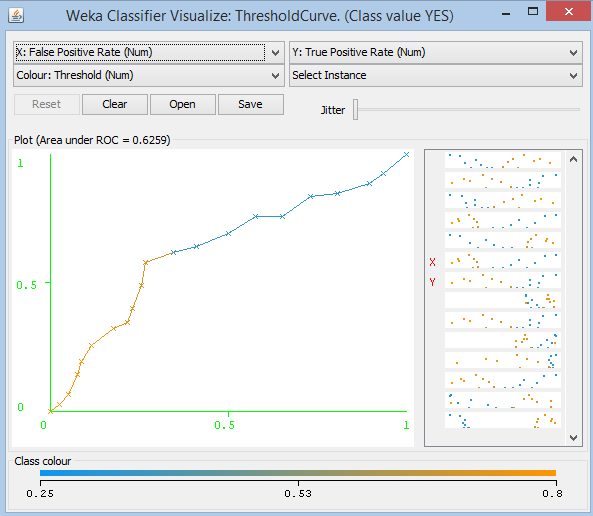 Weka Classifier Visualize: ThresholdCurve. (Class value YES)
X: False Positive Rate (Num) Y: True Positive Rate (Num)
Colour: Threshold (Num) Select Instance
Reset Clear Open Save Jitter
Plot (Area under ROC = 0.6259)
1
X
Y
0.5
0
0 0.5 1
Class colour
0.25 0.53 0.8